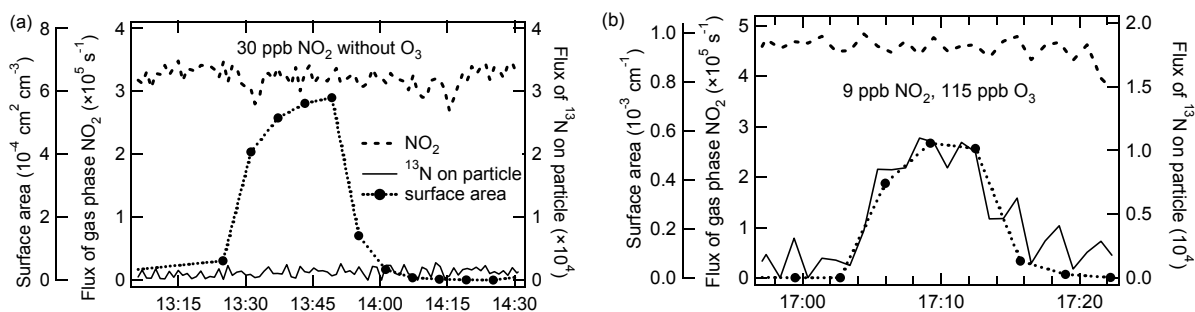 (a)
8
6
4
2
0
Surface area (10⁻⁴ cm² cm⁻³)
4
3
2
1
0
Flux of gas phase NO₂ (×10⁵ s⁻¹)
30 ppb NO₂ without O₃
NO₂
¹³N on particle
surface area
4
3
2
1
0
Flux of ¹³N on particle (×10⁴)
13:15 13:30 13:45 14:00 14:15 14:30
(b)
1.0
0.8
0.6
0.4
0.2
0.0
Surface area (10⁻³ cm⁻¹)
5
4
3
2
1
0
Flux of gas phase NO₂ (×10⁵ s⁻¹)
9 ppb NO₂, 115 ppb O₃
2.0
1.5
1.0
0.5
0.0
Flux of ¹³N on particle (10⁴)
17:00 17:10 17:20